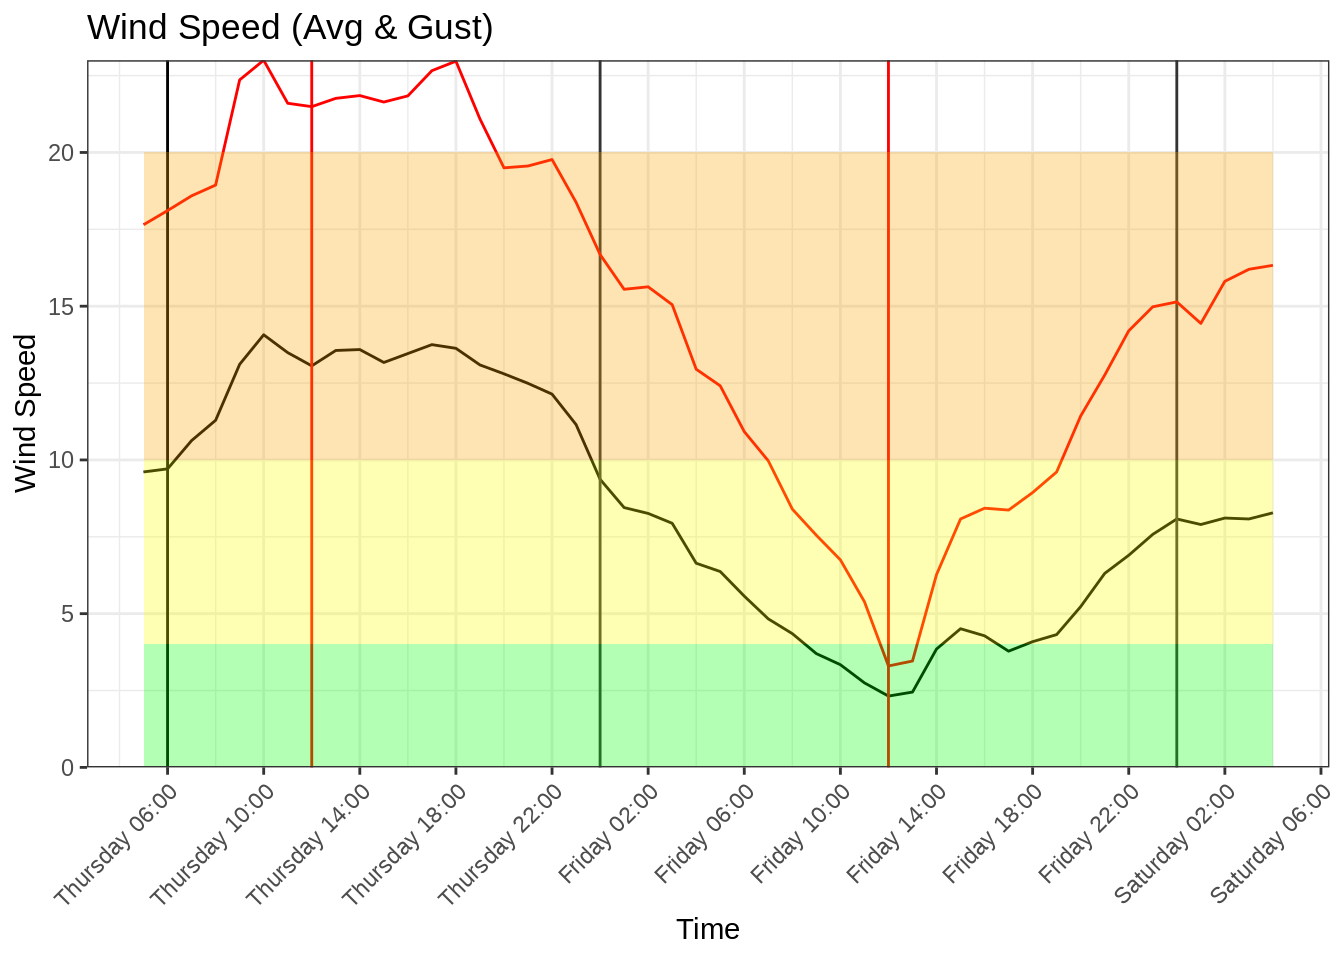 Wind Speed (Avg & Gust)
Wind Speed
20
15
10
5
0
Thursday 06:00
Thursday 10:00
Thursday 14:00
Thursday 18:00
Thursday 22:00
Friday 02:00
Friday 06:00
Friday 10:00
Friday 14:00
Friday 18:00
Friday 22:00
Saturday 02:00
Saturday 06:00
Time